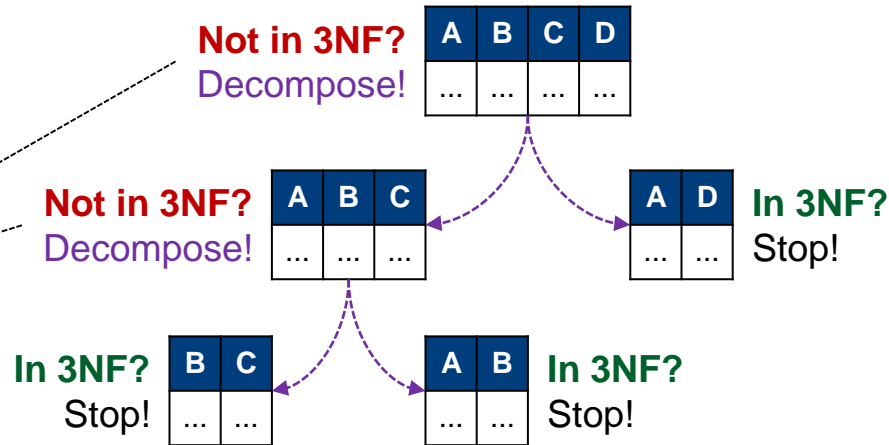 Not in 3NF?
Decompose!
A B C D
... ... ... ...
Not in 3NF?
Decompose!
A B C
... ... ...
A D
... ...
In 3NF?
Stop!
In 3NF?
Stop!
B C
... ...
A B
... ...
In 3NF?
Stop!